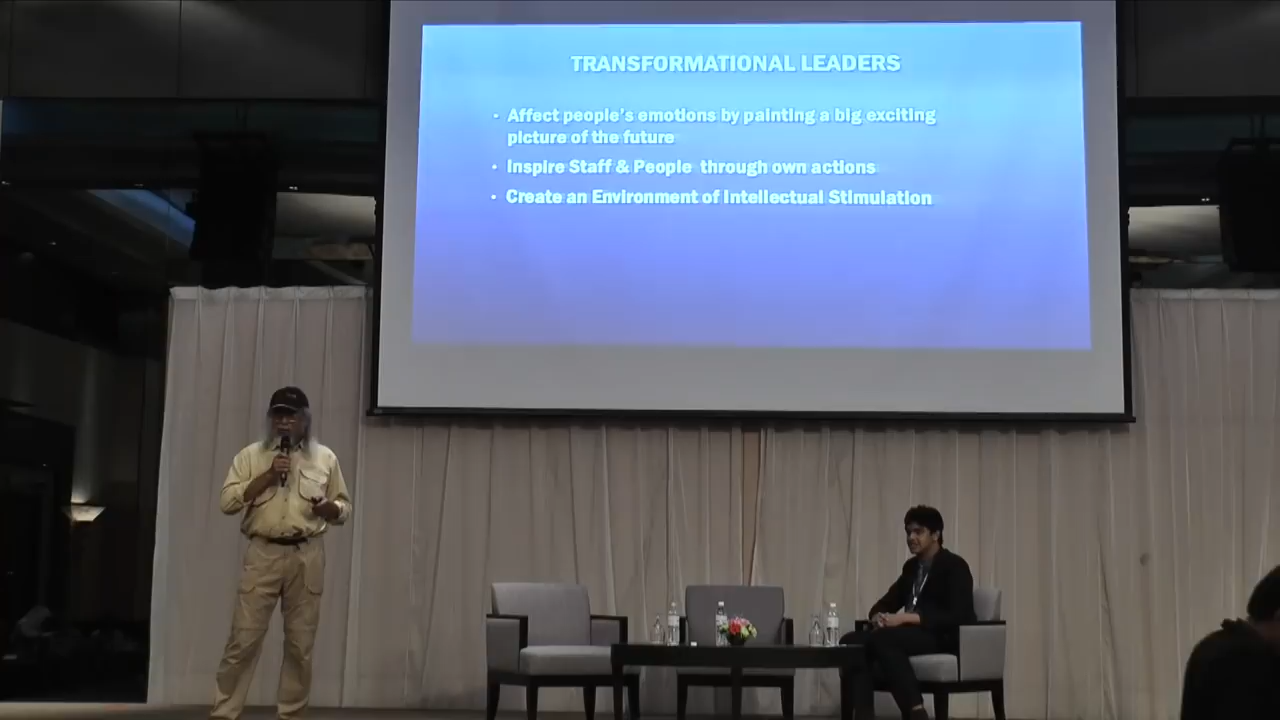 TRANSFORMATIONAL LEADERS
• Affect people's emotions by painting a big exciting
picture of the future
• Inspire Staff & People through own actions
• Create an Environment of Intellectual Stimulation